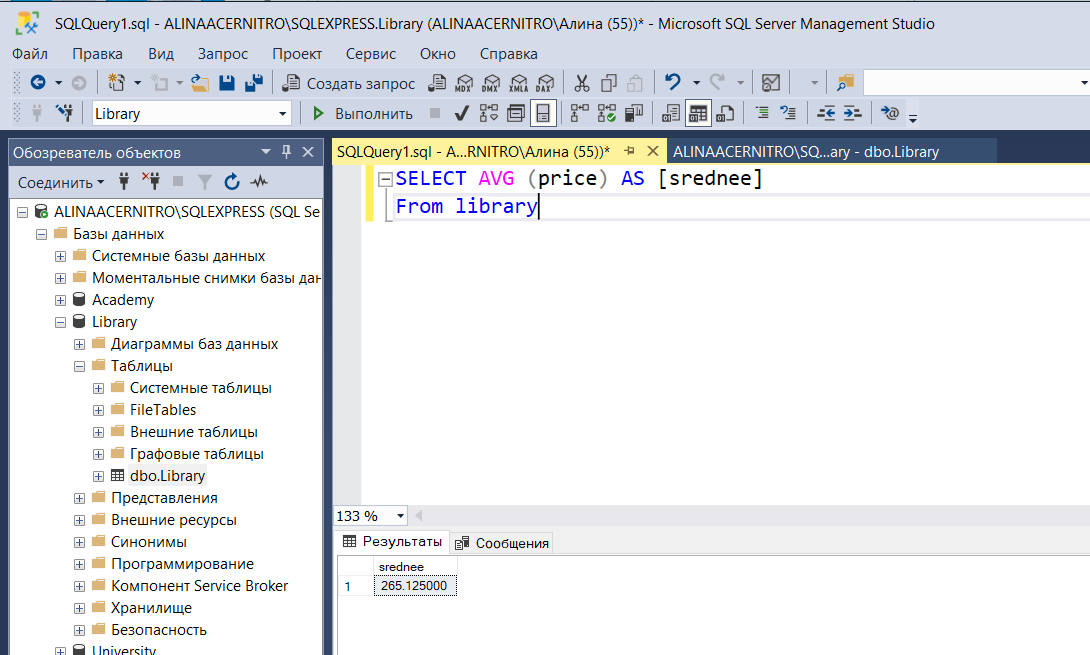 SQLQuery1.sql - ALINAACERNITRO\SQLEXPRESS.Library (ALINAACERNITRO\Алина (55))* - Microsoft SQL Server Management Studio
Файл Правка Вид Запрос Проект Сервис Окно Справка
Создать запрос MDX DMX XMLA DAX
Library Выполнить
Обозреватель объектов
Соединить
ALINAACERNITRO\SQLEXPRESS (SQL Se
Базы данных
Системные базы данных
Моментальные снимки базы дан
Academy
Library
Диаграммы баз данных
Таблицы
Системные таблицы
FileTables
Внешние таблицы
Графовые таблицы
dbo.Library
Представления
Внешние ресурсы
Синонимы
Программирование
Компонент Service Broker
Хранилище
Безопасность
University
SQLQuery1.sql - A...RNITRO\Алина (55))* ALINAACERNITRO\SQ...ary - dbo.Library
SELECT AVG (price) AS [srednee]
From library
133 %
Результаты Сообщения
srednee
1 265.125000